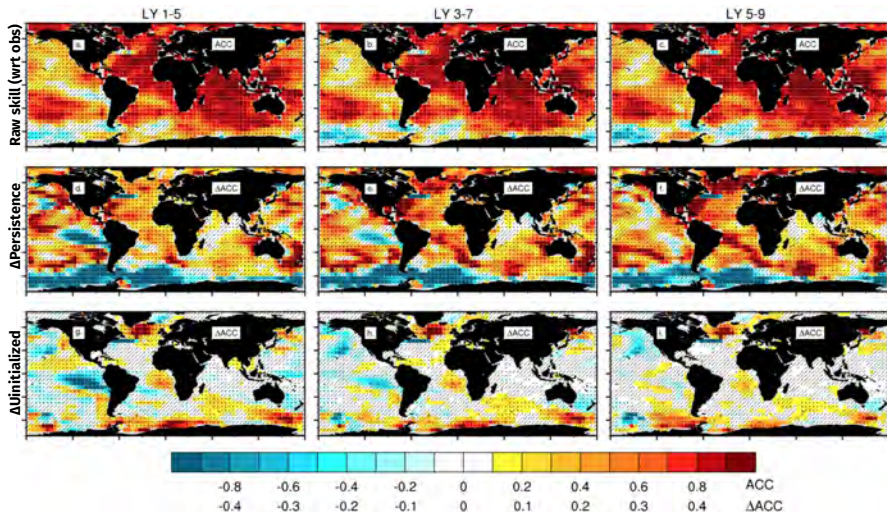 LY 1-5 LY 3-7 LY 5-9
Raw skill (wrt obs)
a. ACC b. ACC c. ACC
ΔPersistence
d. ΔACC e. ΔACC f. ΔACC
ΔUinitialized
g. ΔACC h. ΔACC i. ΔACC
-0.8 -0.6 -0.4 -0.2 0 0.2 0.4 0.6 0.8 ACC
-0.4 -0.3 -0.2 -0.1 0 0.1 0.2 0.3 0.4 ΔACC